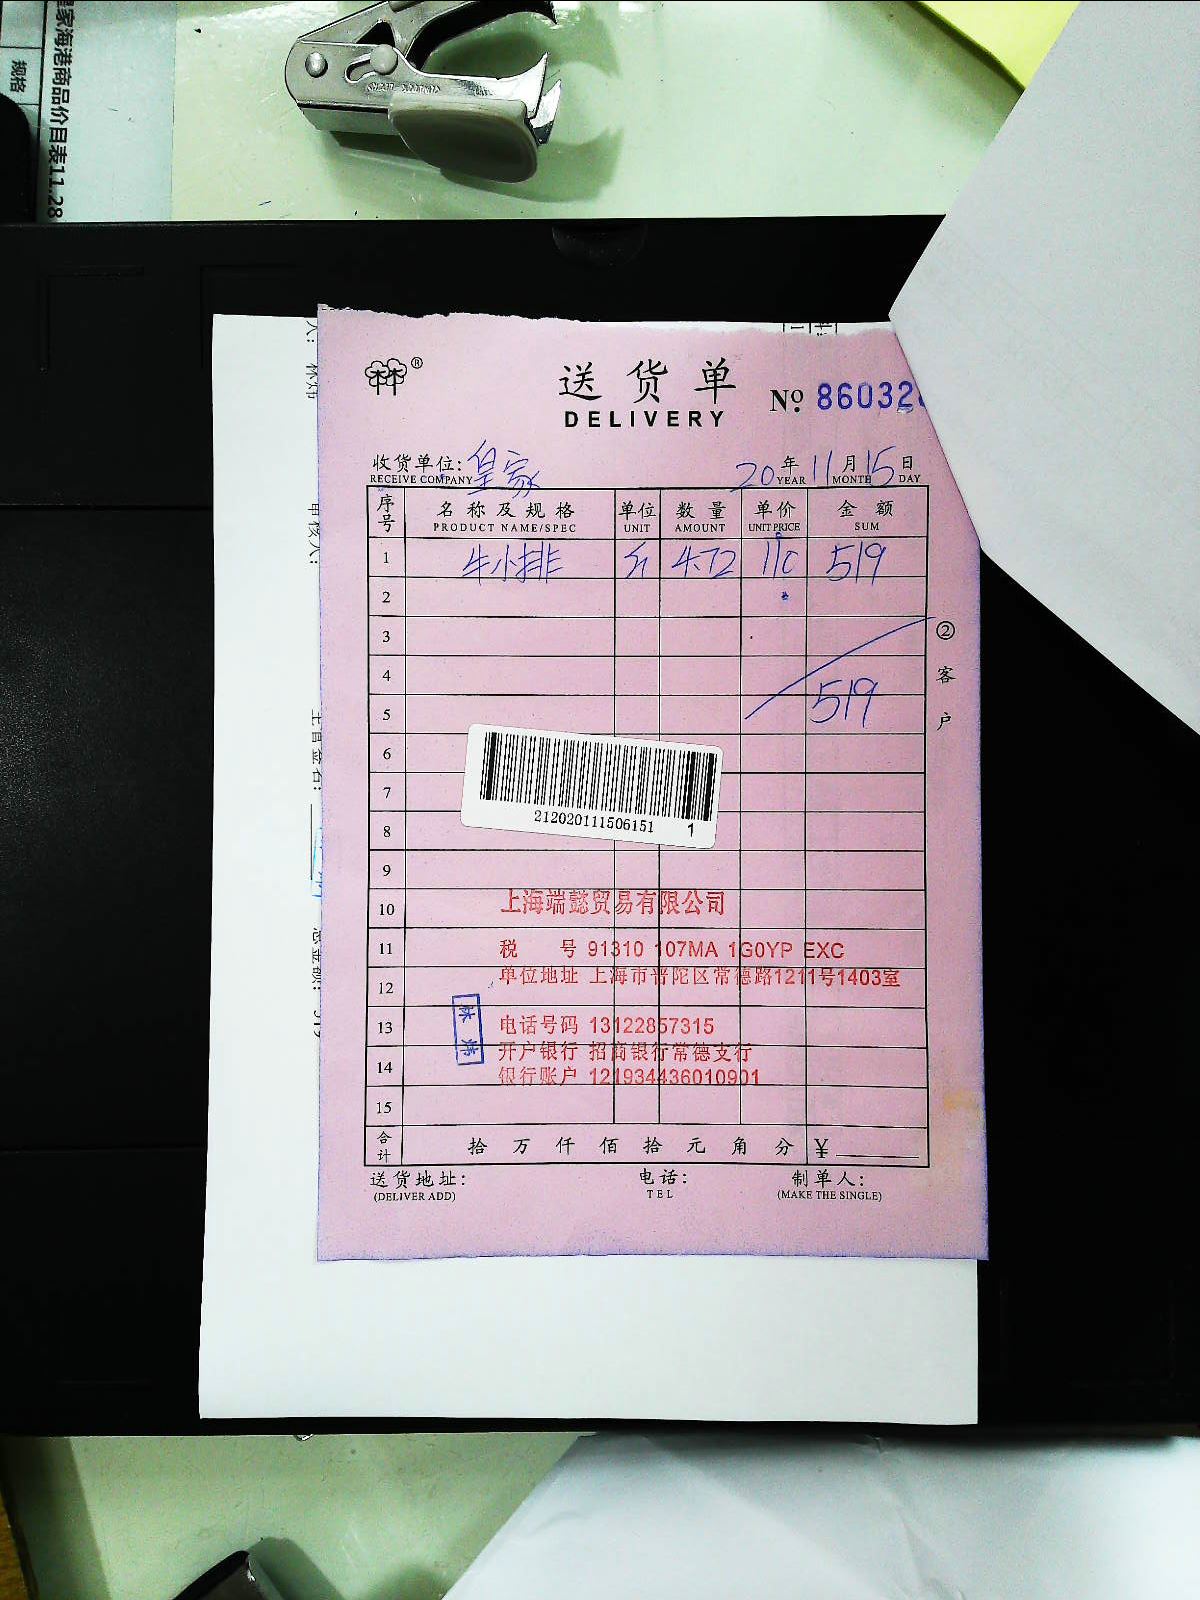 皇家海港商品价目表11.28
规格
®
送货单
DELIVERY
No. 86032
收货单位: 皇家
RECEIVE COMPANY
20年11月15日
YEAR MONTH DAY
序号 名称及规格 单位 数量 单价 金额
PRODUCT NAME/SPEC UNIT AMOUNT UNIT PRICE SUM
1 牛小排 斤 4.72 110 519
2
3
4
5 519
6
7
8
212020111506151 1
9
10 上海端懿贸易有限公司
11 税 号 91310 107MA 1G0YP EXC
12 单位地址 上海市普陀区常德路1211号1403室
13 电话号码 13122857315
14 开户银行 招商银行常德支行
银行账户 121934436010901
15
合计 拾 万 仟 佰 拾 元 角 分 ¥
送货地址: 电话: 制单人:
(DELIVER ADD) TEL (MAKE THE SINGLE)
②客户
审核人: